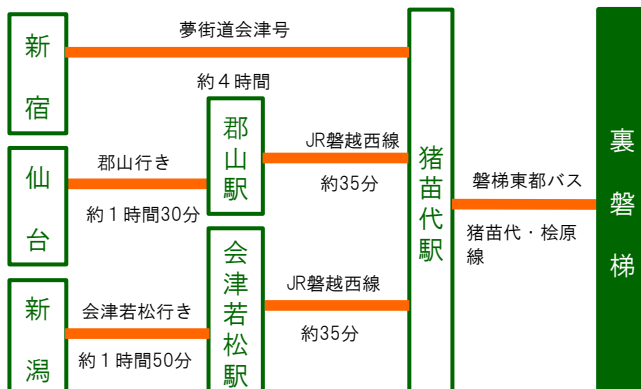 新宿
夢街道会津号
約４時間
仙台
郡山行き
約１時間30分
郡山駅
JR磐越西線
約35分
新潟
会津若松行き
約１時間50分
会津若松駅
JR磐越西線
約35分
猪苗代駅
磐梯東都バス
猪苗代・桧原
線
裏磐梯